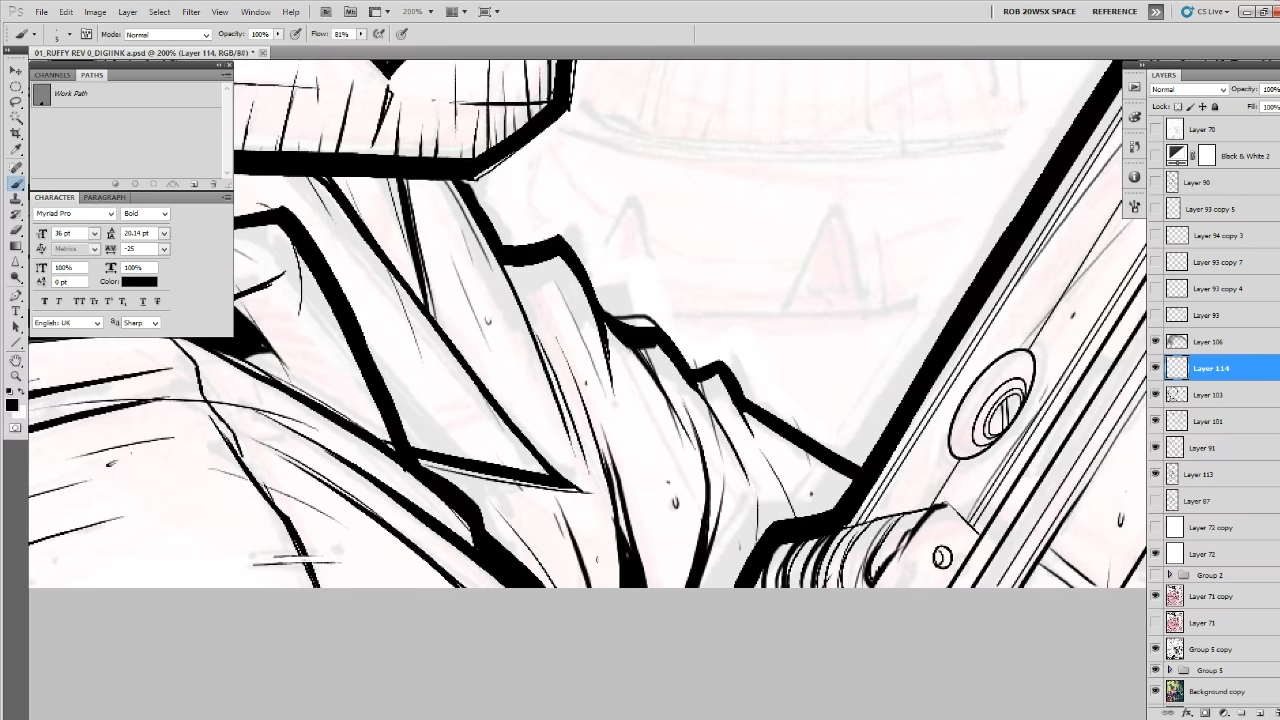 Ps File Edit Image Layer Select Filter View Window Help Br Mb 200% ROB 20WSX SPACE REFERENCE CS Live
5 Mode: Normal Opacity: 100% Flow: 81%
01_RUFFY REV 0_DIGIINK a.psd @ 200% (Layer 114, RGB/8#) *
CHANNELS PATHS
Work Path
CHARACTER PARAGRAPH
Myriad Pro Bold
36 pt 20.14 pt
Metrics -25
100% 100%
0 pt Color:
English: UK Sharp
LAYERS
Normal Opacity: 100%
Lock: Fill: 100%
Layer 70
Black & White 2
Layer 90
Layer 93 copy 5
Layer 94 copy 3
Layer 93 copy 7
Layer 93 copy 4
Layer 93
Layer 106
Layer 114
Layer 103
Layer 101
Layer 91
Layer 113
Layer 87
Layer 72 copy
Layer 72
Group 2
Layer 71 copy
Layer 71
Group 5 copy
Group 5
Background copy